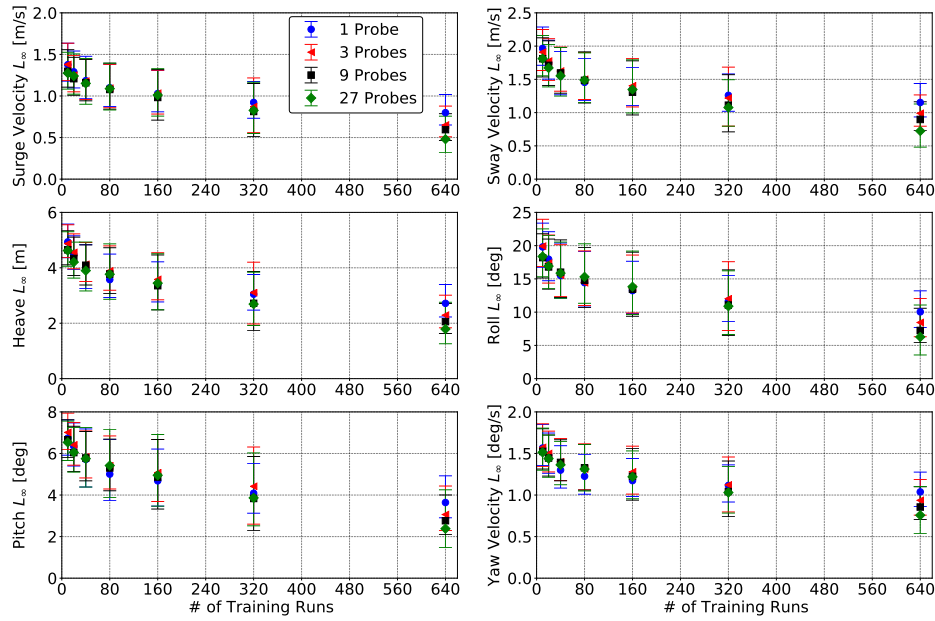 Surge Velocity L∞ [m/s]
2.0
1.5
1.0
0.5
0.0
0 80 160 240 320 400 480 560 640
1 Probe
3 Probes
9 Probes
27 Probes
Sway Velocity L∞ [m/s]
2.5
2.0
1.5
1.0
0.5
0.0
0 80 160 240 320 400 480 560 640
Heave L∞ [m]
6
4
2
0
0 80 160 240 320 400 480 560 640
Roll L∞ [deg]
25
20
15
10
5
0
0 80 160 240 320 400 480 560 640
Pitch L∞ [deg]
8
6
4
2
0
0 80 160 240 320 400 480 560 640
# of Training Runs
Yaw Velocity L∞ [deg/s]
2.0
1.5
1.0
0.5
0.0
0 80 160 240 320 400 480 560 640
# of Training Runs